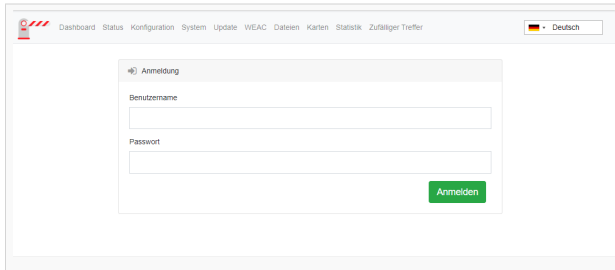 Dashboard Status Konfiguration System Update WEAC Dateien Karten Statistik Zufälliger Treffer Deutsch
Anmeldung
Benutzername
Passwort
Anmelden